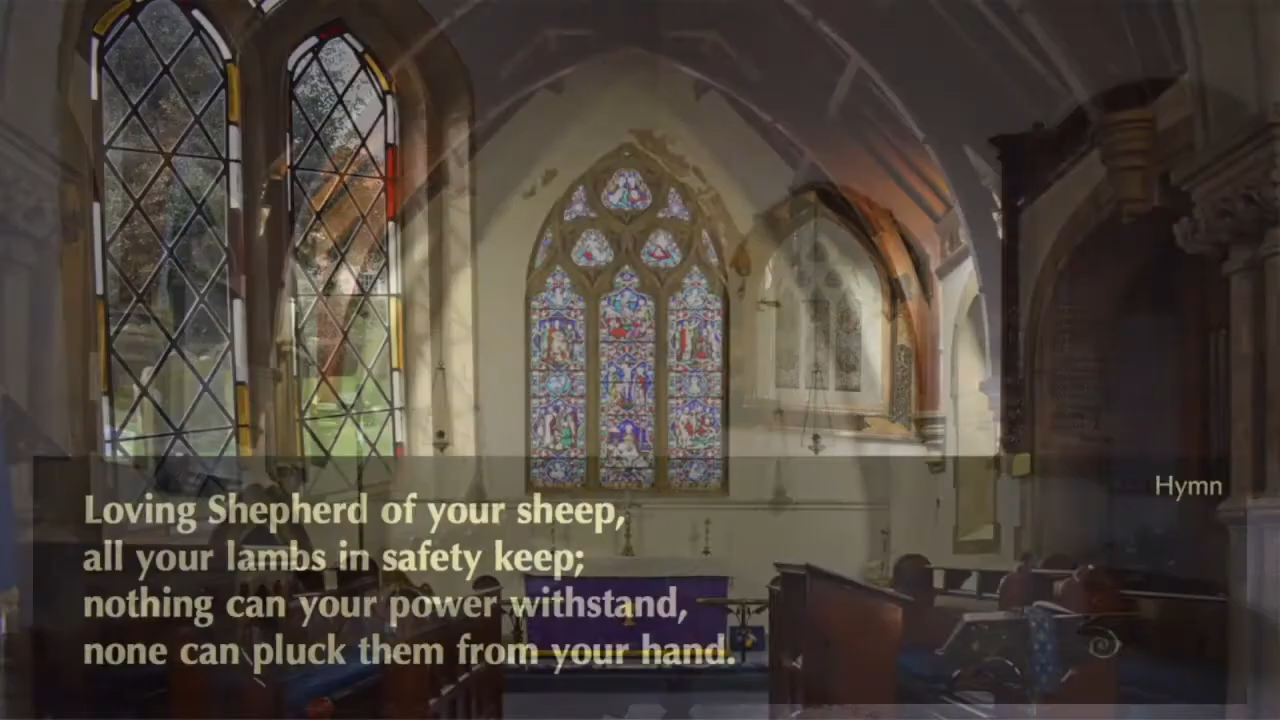 Loving Shepherd of your sheep,
all your lambs in safety keep;
nothing can your power withstand,
none can pluck them from your hand.
Hymn